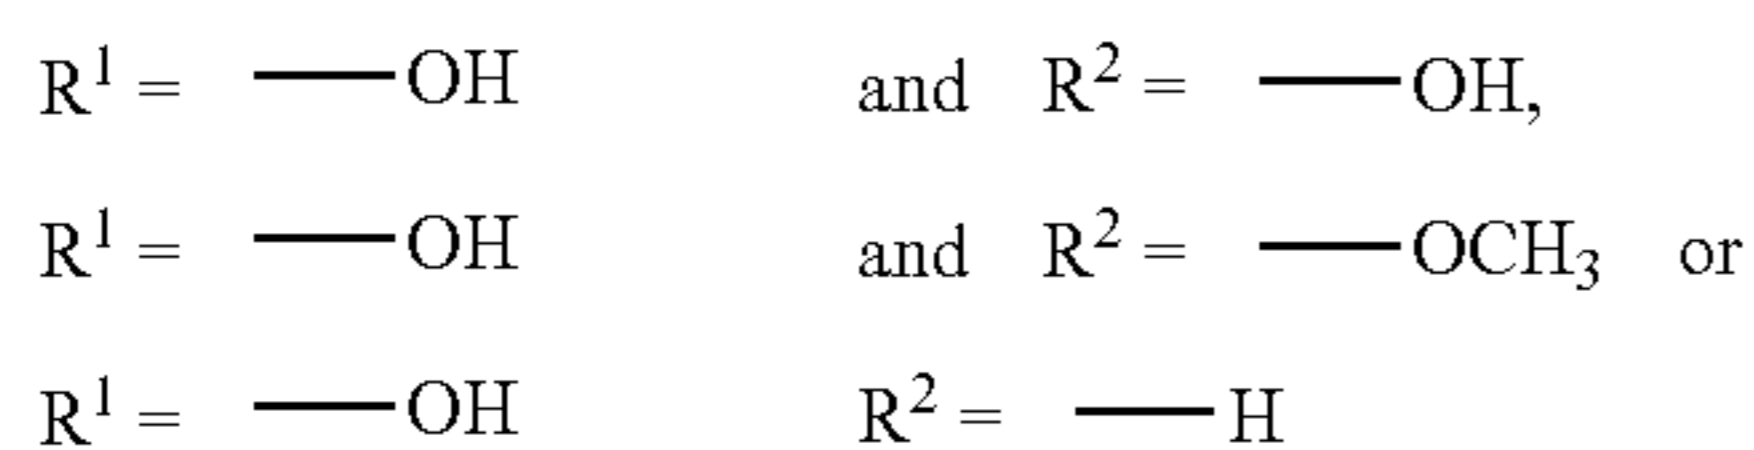 R¹ = —OH and R² = —OH,
R¹ = —OH and R² = —OCH₃ or
R¹ = —OH R² = —H